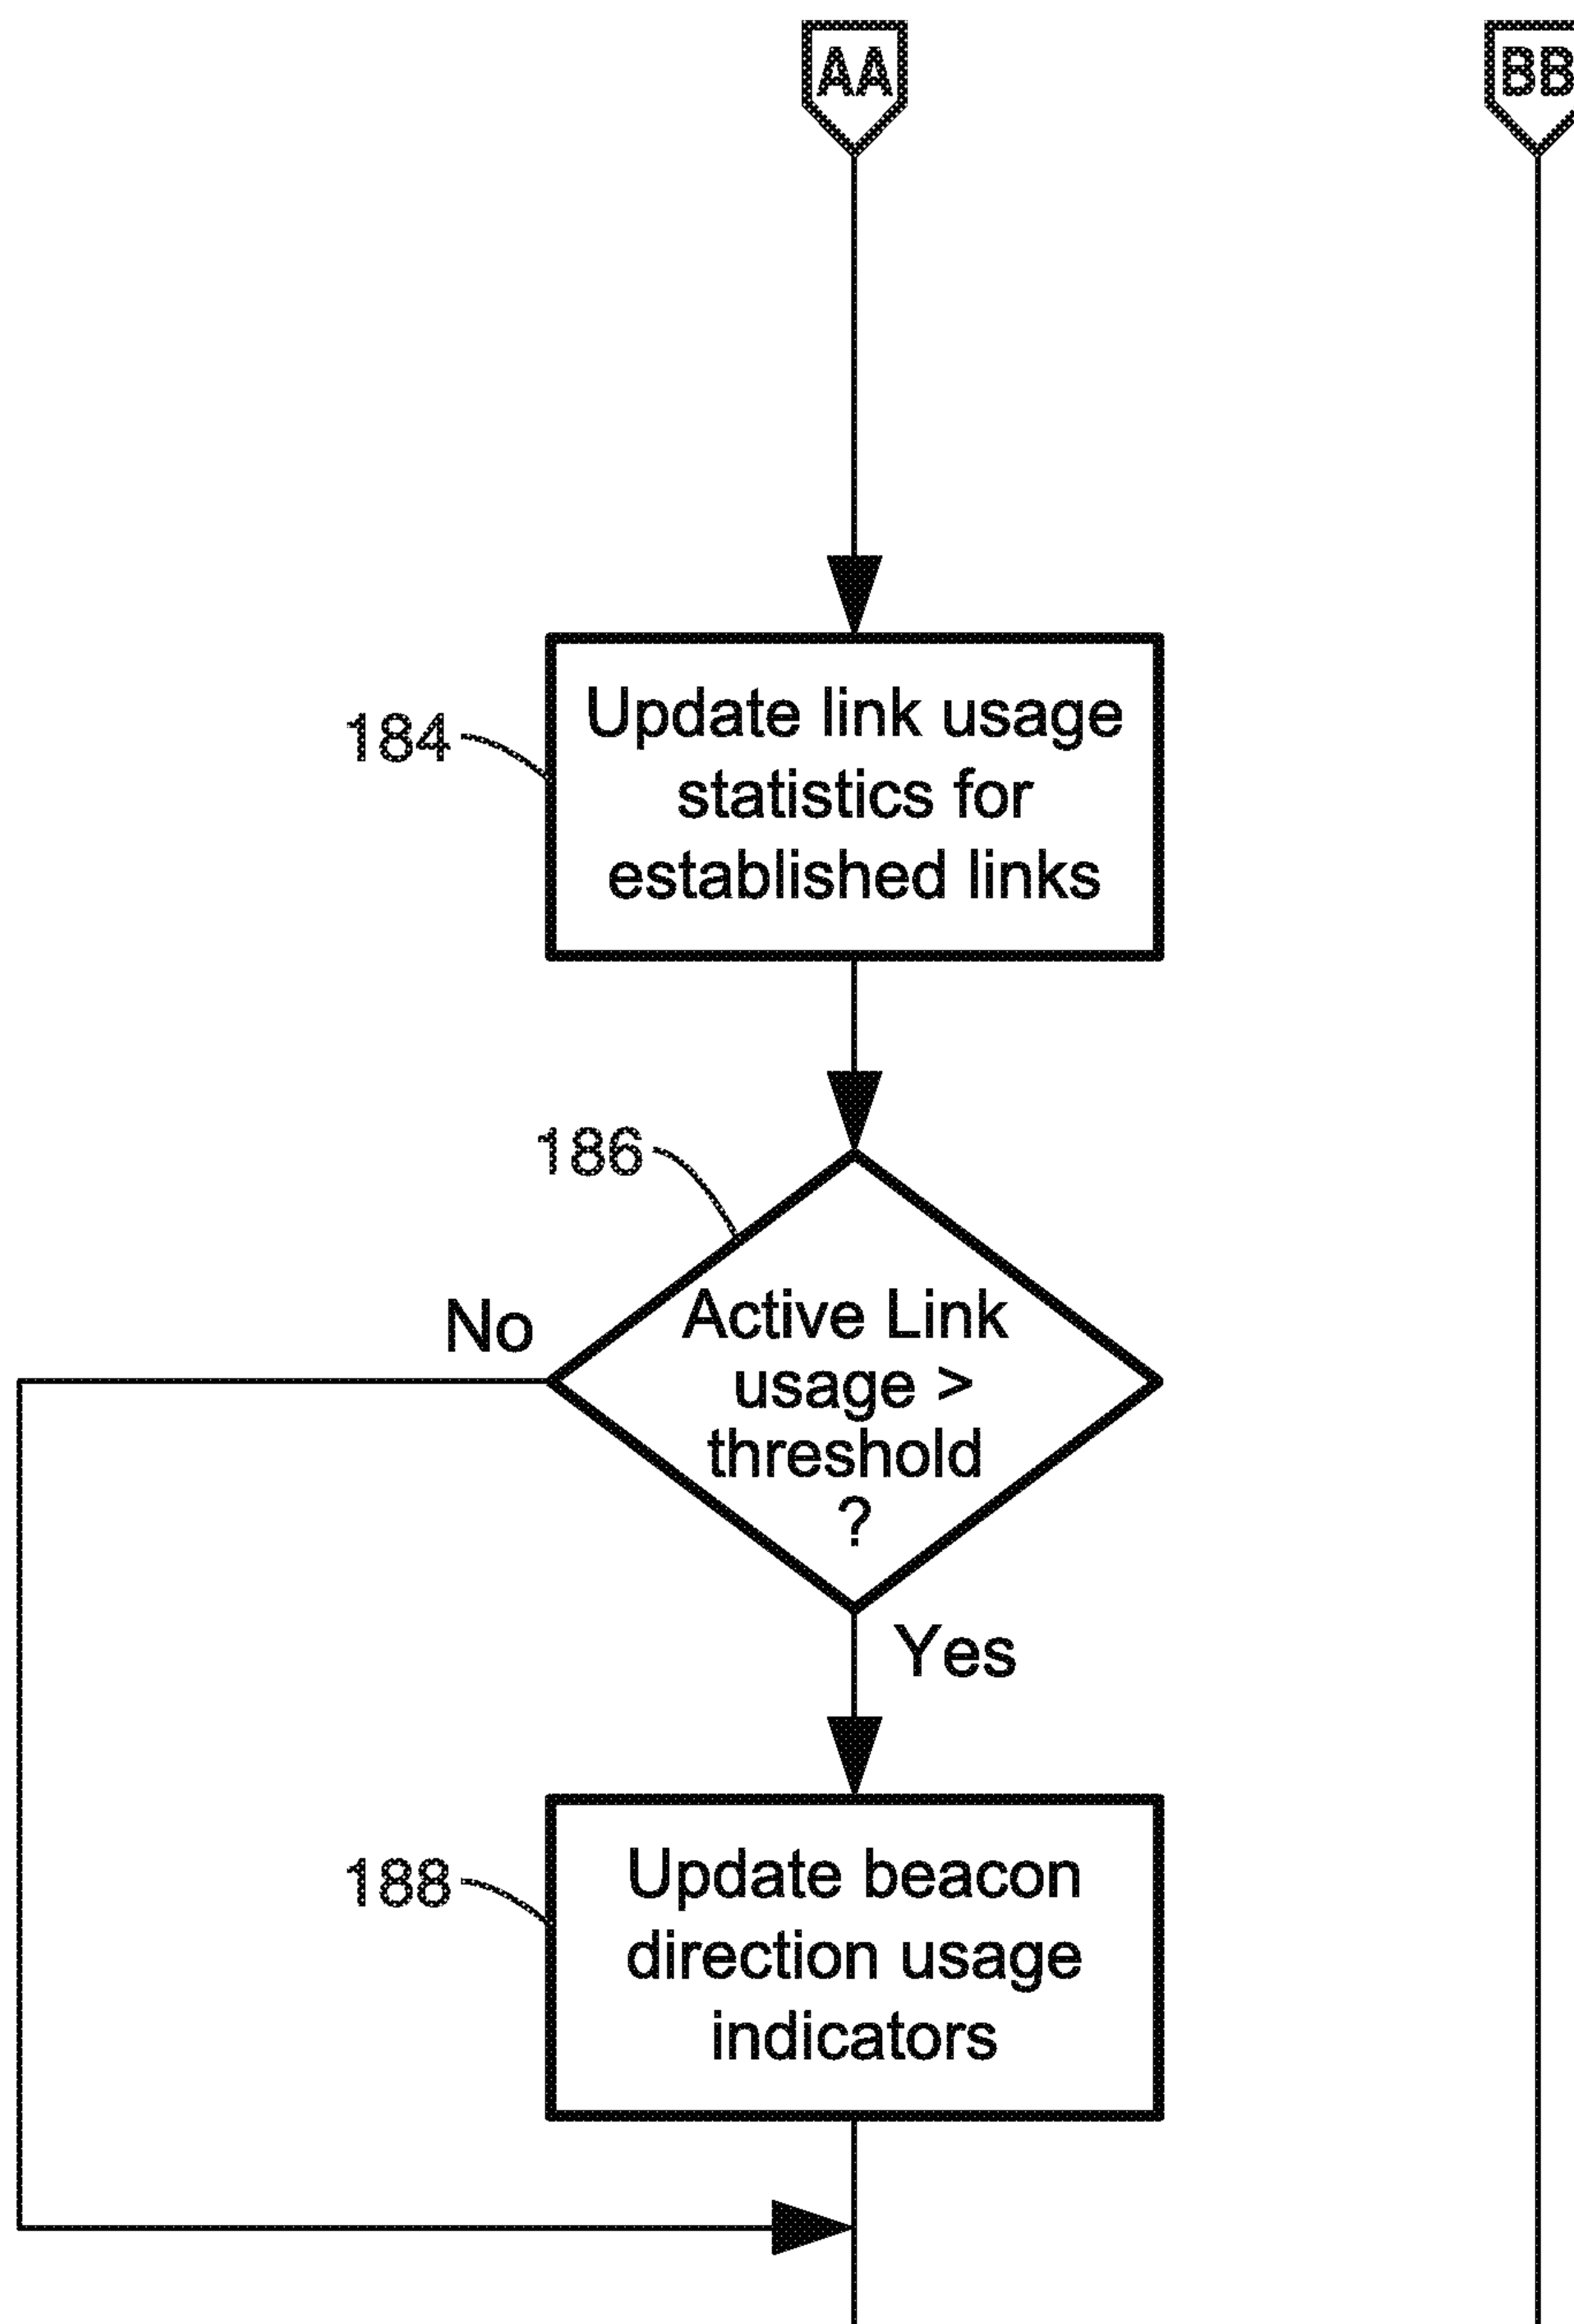 AA
BB
184
Update link usage
statistics for
established links
186
No
Active Link
usage >
threshold
?
Yes
188
Update beacon
direction usage
indicators